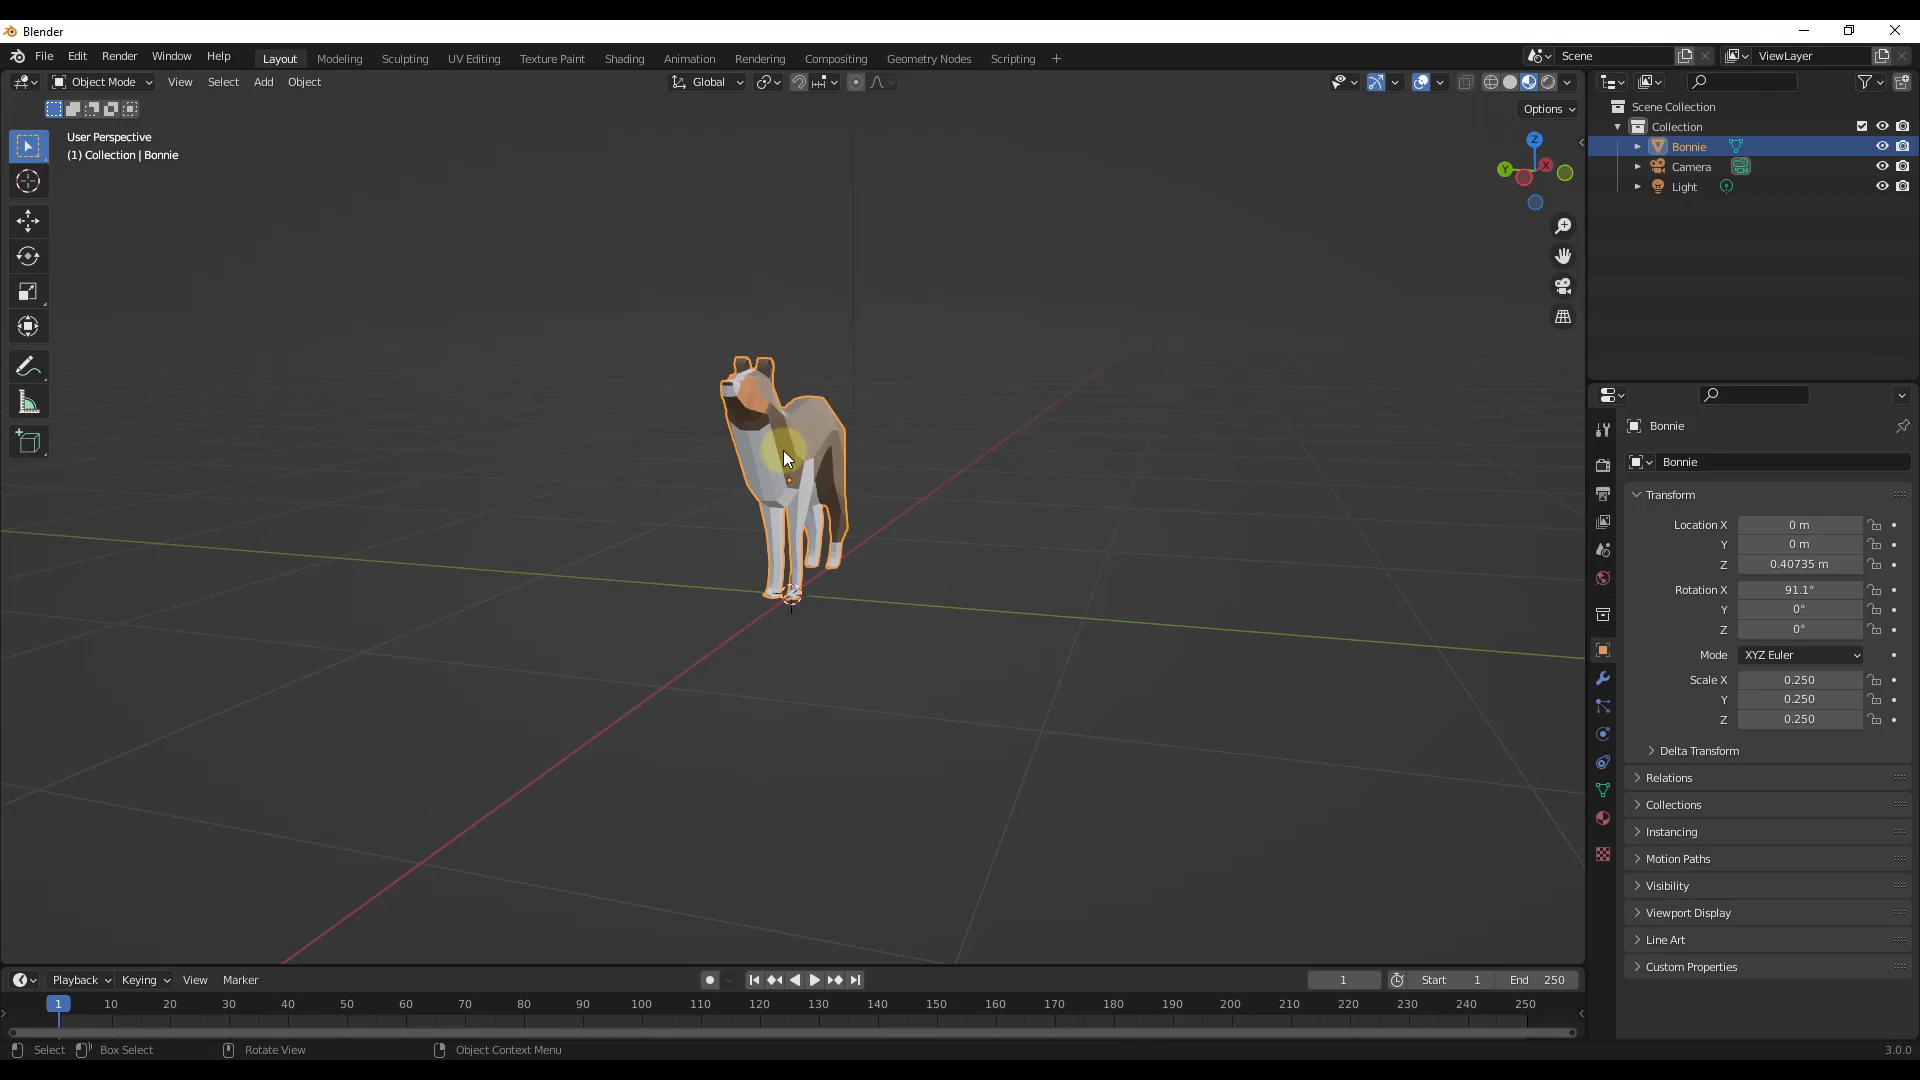 Blender
File Edit Render Window Help Layout Modeling Sculpting UV Editing Texture Paint Shading Animation Rendering Compositing Geometry Nodes Scripting + Scene ViewLayer
Object Mode View Select Add Object Global
Options
User Perspective
(1) Collection | Bonnie
Z
Y
X
Scene Collection
Collection
Bonnie
Camera
Light
Bonnie
Bonnie
Transform
Location X 0 m
Y 0 m
Z 0.40735 m
Rotation X 91.1°
Y 0°
Z 0°
Mode XYZ Euler
Scale X 0.250
Y 0.250
Z 0.250
Delta Transform
Relations
Collections
Instancing
Motion Paths
Visibility
Viewport Display
Line Art
Custom Properties
Playback Keying View Marker 1 Start 1 End 250
1 10 20 30 40 50 60 70 80 90 100 110 120 130 140 150 160 170 180 190 200 210 220 230 240 250
Select Box Select Rotate View Object Context Menu 3.0.0